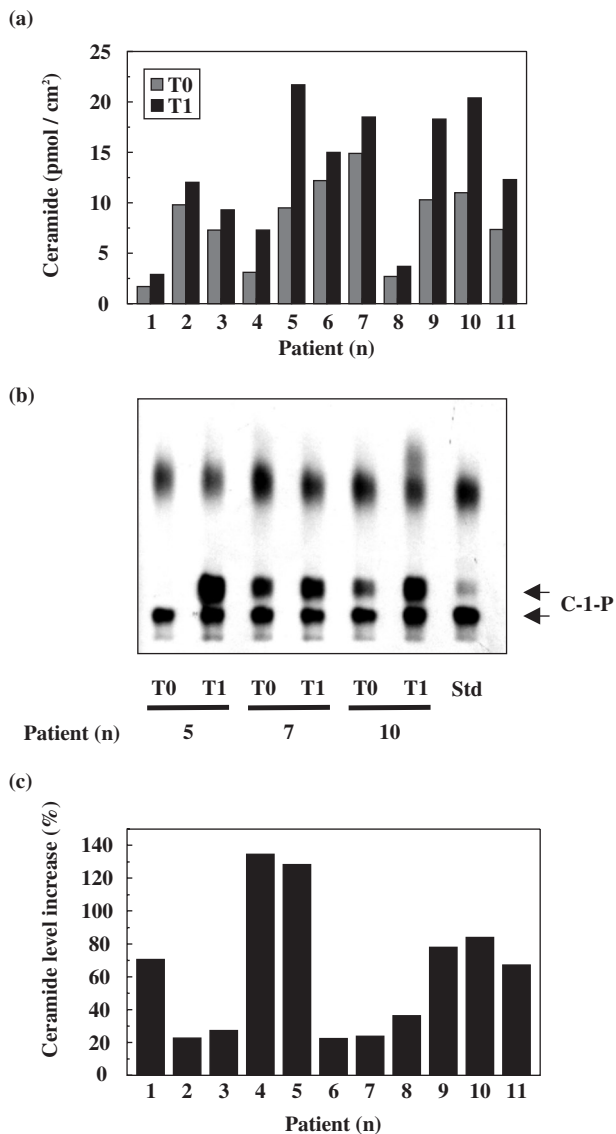 (a)
Ceramide (pmol / cm²)
25
20
15
10
5
0
T0
T1
1 2 3 4 5 6 7 8 9 10 11
Patient (n)
(b)
C-1-P
T0 T1 T0 T1 T0 T1 Std
Patient (n) 5 7 10
(c)
Ceramide level increase (%)
140
120
100
80
60
40
20
0
1 2 3 4 5 6 7 8 9 10 11
Patient (n)